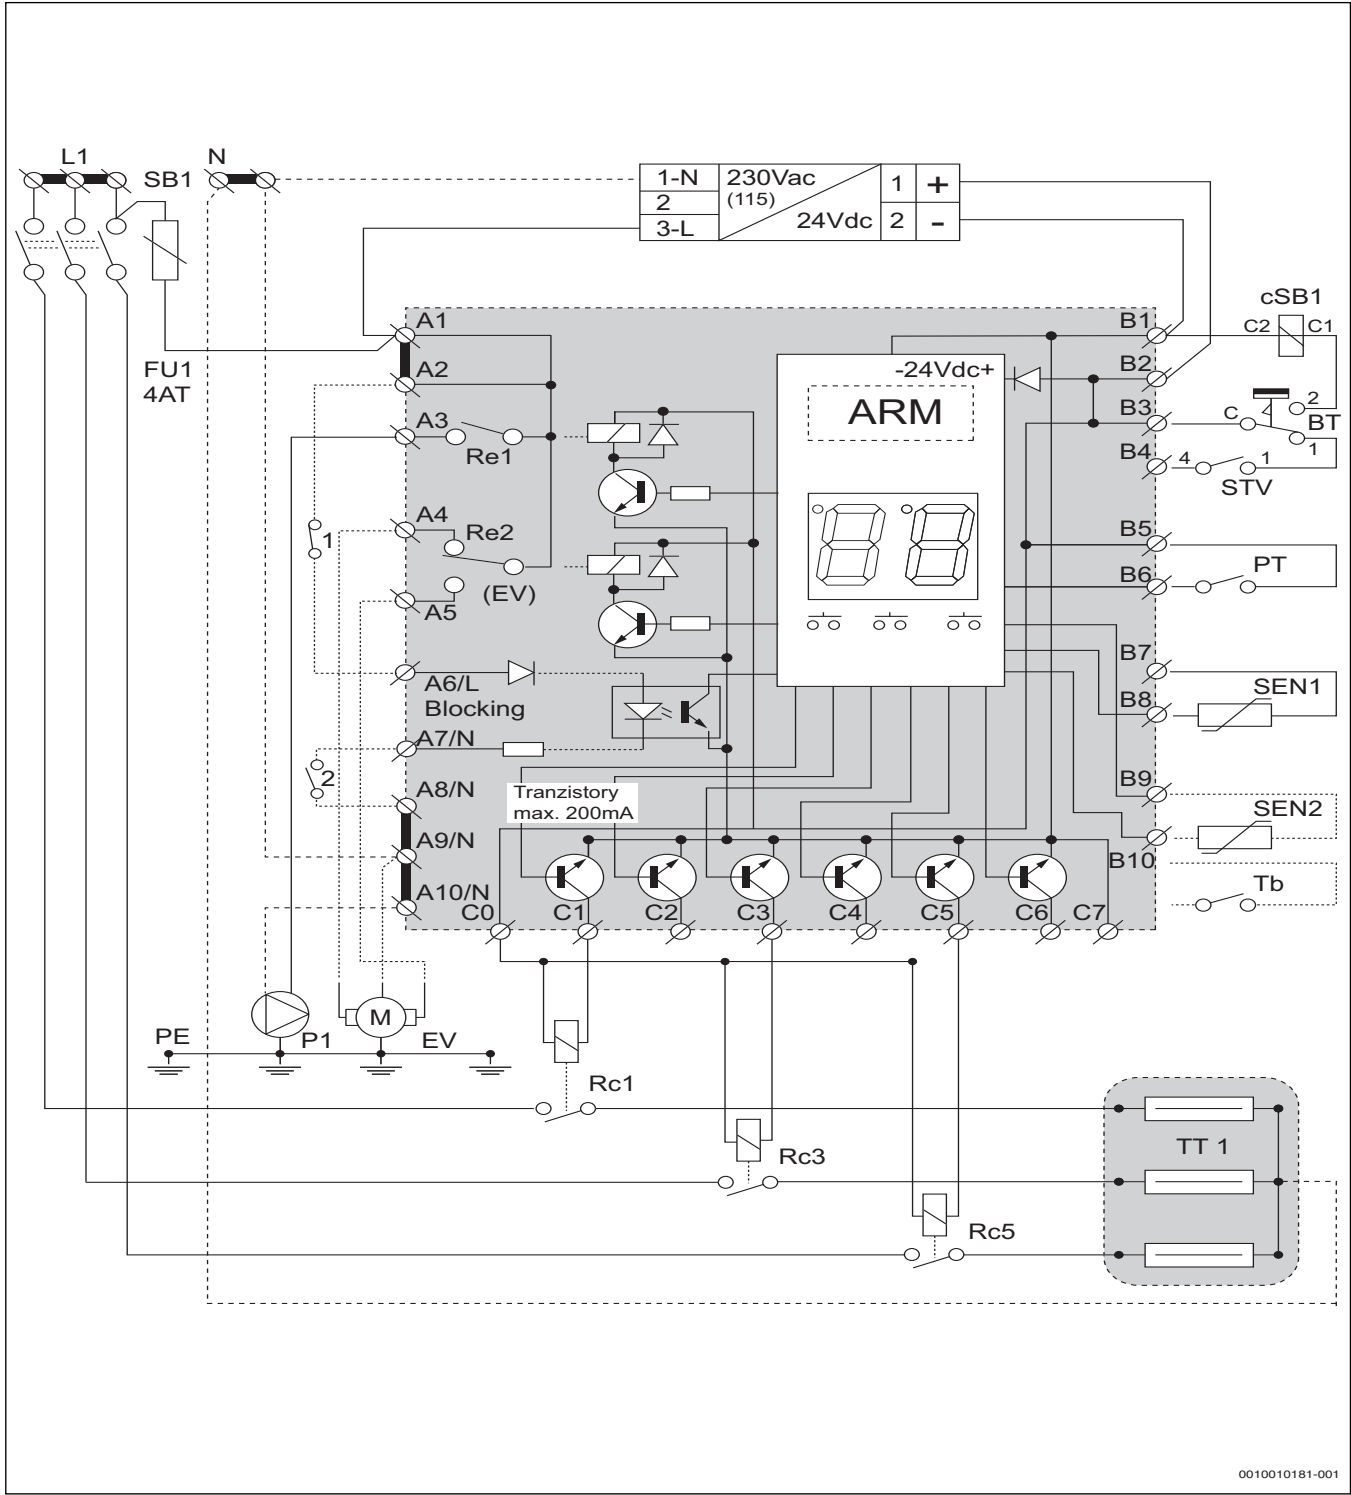 L1
SB1
N
1-N
230Vac
1
+
2
(115)
3-L
24Vdc
2
-
cSB1
C2
C1
FU1
4AT
A1
A2
A3
Re1
A4
Re2
(EV)
A5
A6/L
Blocking
A7/N
A8/N
A9/N
A10/N
1
2
-24Vdc+
ARM
88
B1
B2
B3
B4
B5
B6
B7
B8
B9
B10
C
2
BT
1
4
1
STV
PT
SEN1
SEN2
Tb
Tranzistory
max. 200mA
C0
C1
C2
C3
C4
C5
C6
C7
PE
P1
M
EV
Rc1
Rc3
Rc5
TT 1
0010010181-001